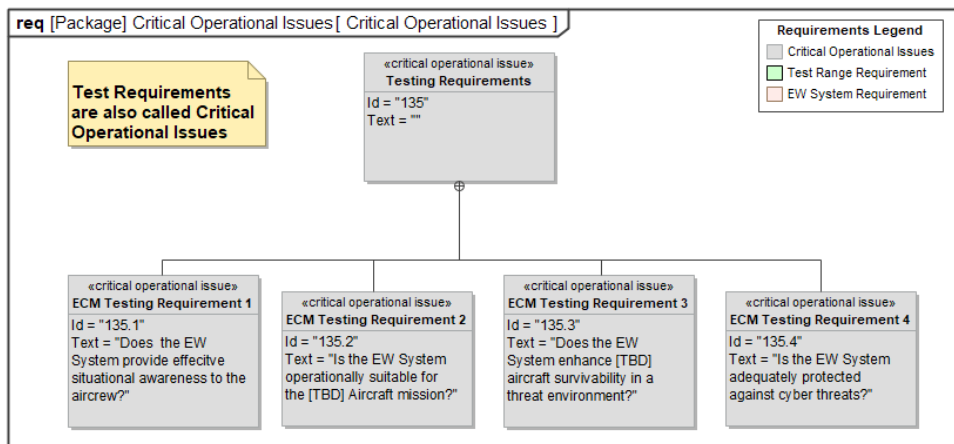 req [Package] Critical Operational Issues[ Critical Operational Issues ]
Requirements Legend
Critical Operational Issues
Test Range Requirement
EW System Requirement
Test Requirements
are also called Critical
Operational Issues
«critical operational issue»
Testing Requirements
Id = "135"
Text = ""
«critical operational issue»
ECM Testing Requirement 1
Id = "135.1"
Text = "Does  the EW
System provide effecitve
situational awareness to the
aircrew?"
«critical operational issue»
ECM Testing Requirement 2
Id = "135.2"
Text = "Is the EW System
operationally suitable for
the [TBD] Aircraft mission?"
«critical operational issue»
ECM Testing Requirement 3
Id = "135.3"
Text = "Does the EW
System enhance [TBD]
aircraft survivability in a
threat environment?"
«critical operational issue»
ECM Testing Requirement 4
Id = "135.4"
Text = "Is the EW System
adequately protected
against cyber threats?"